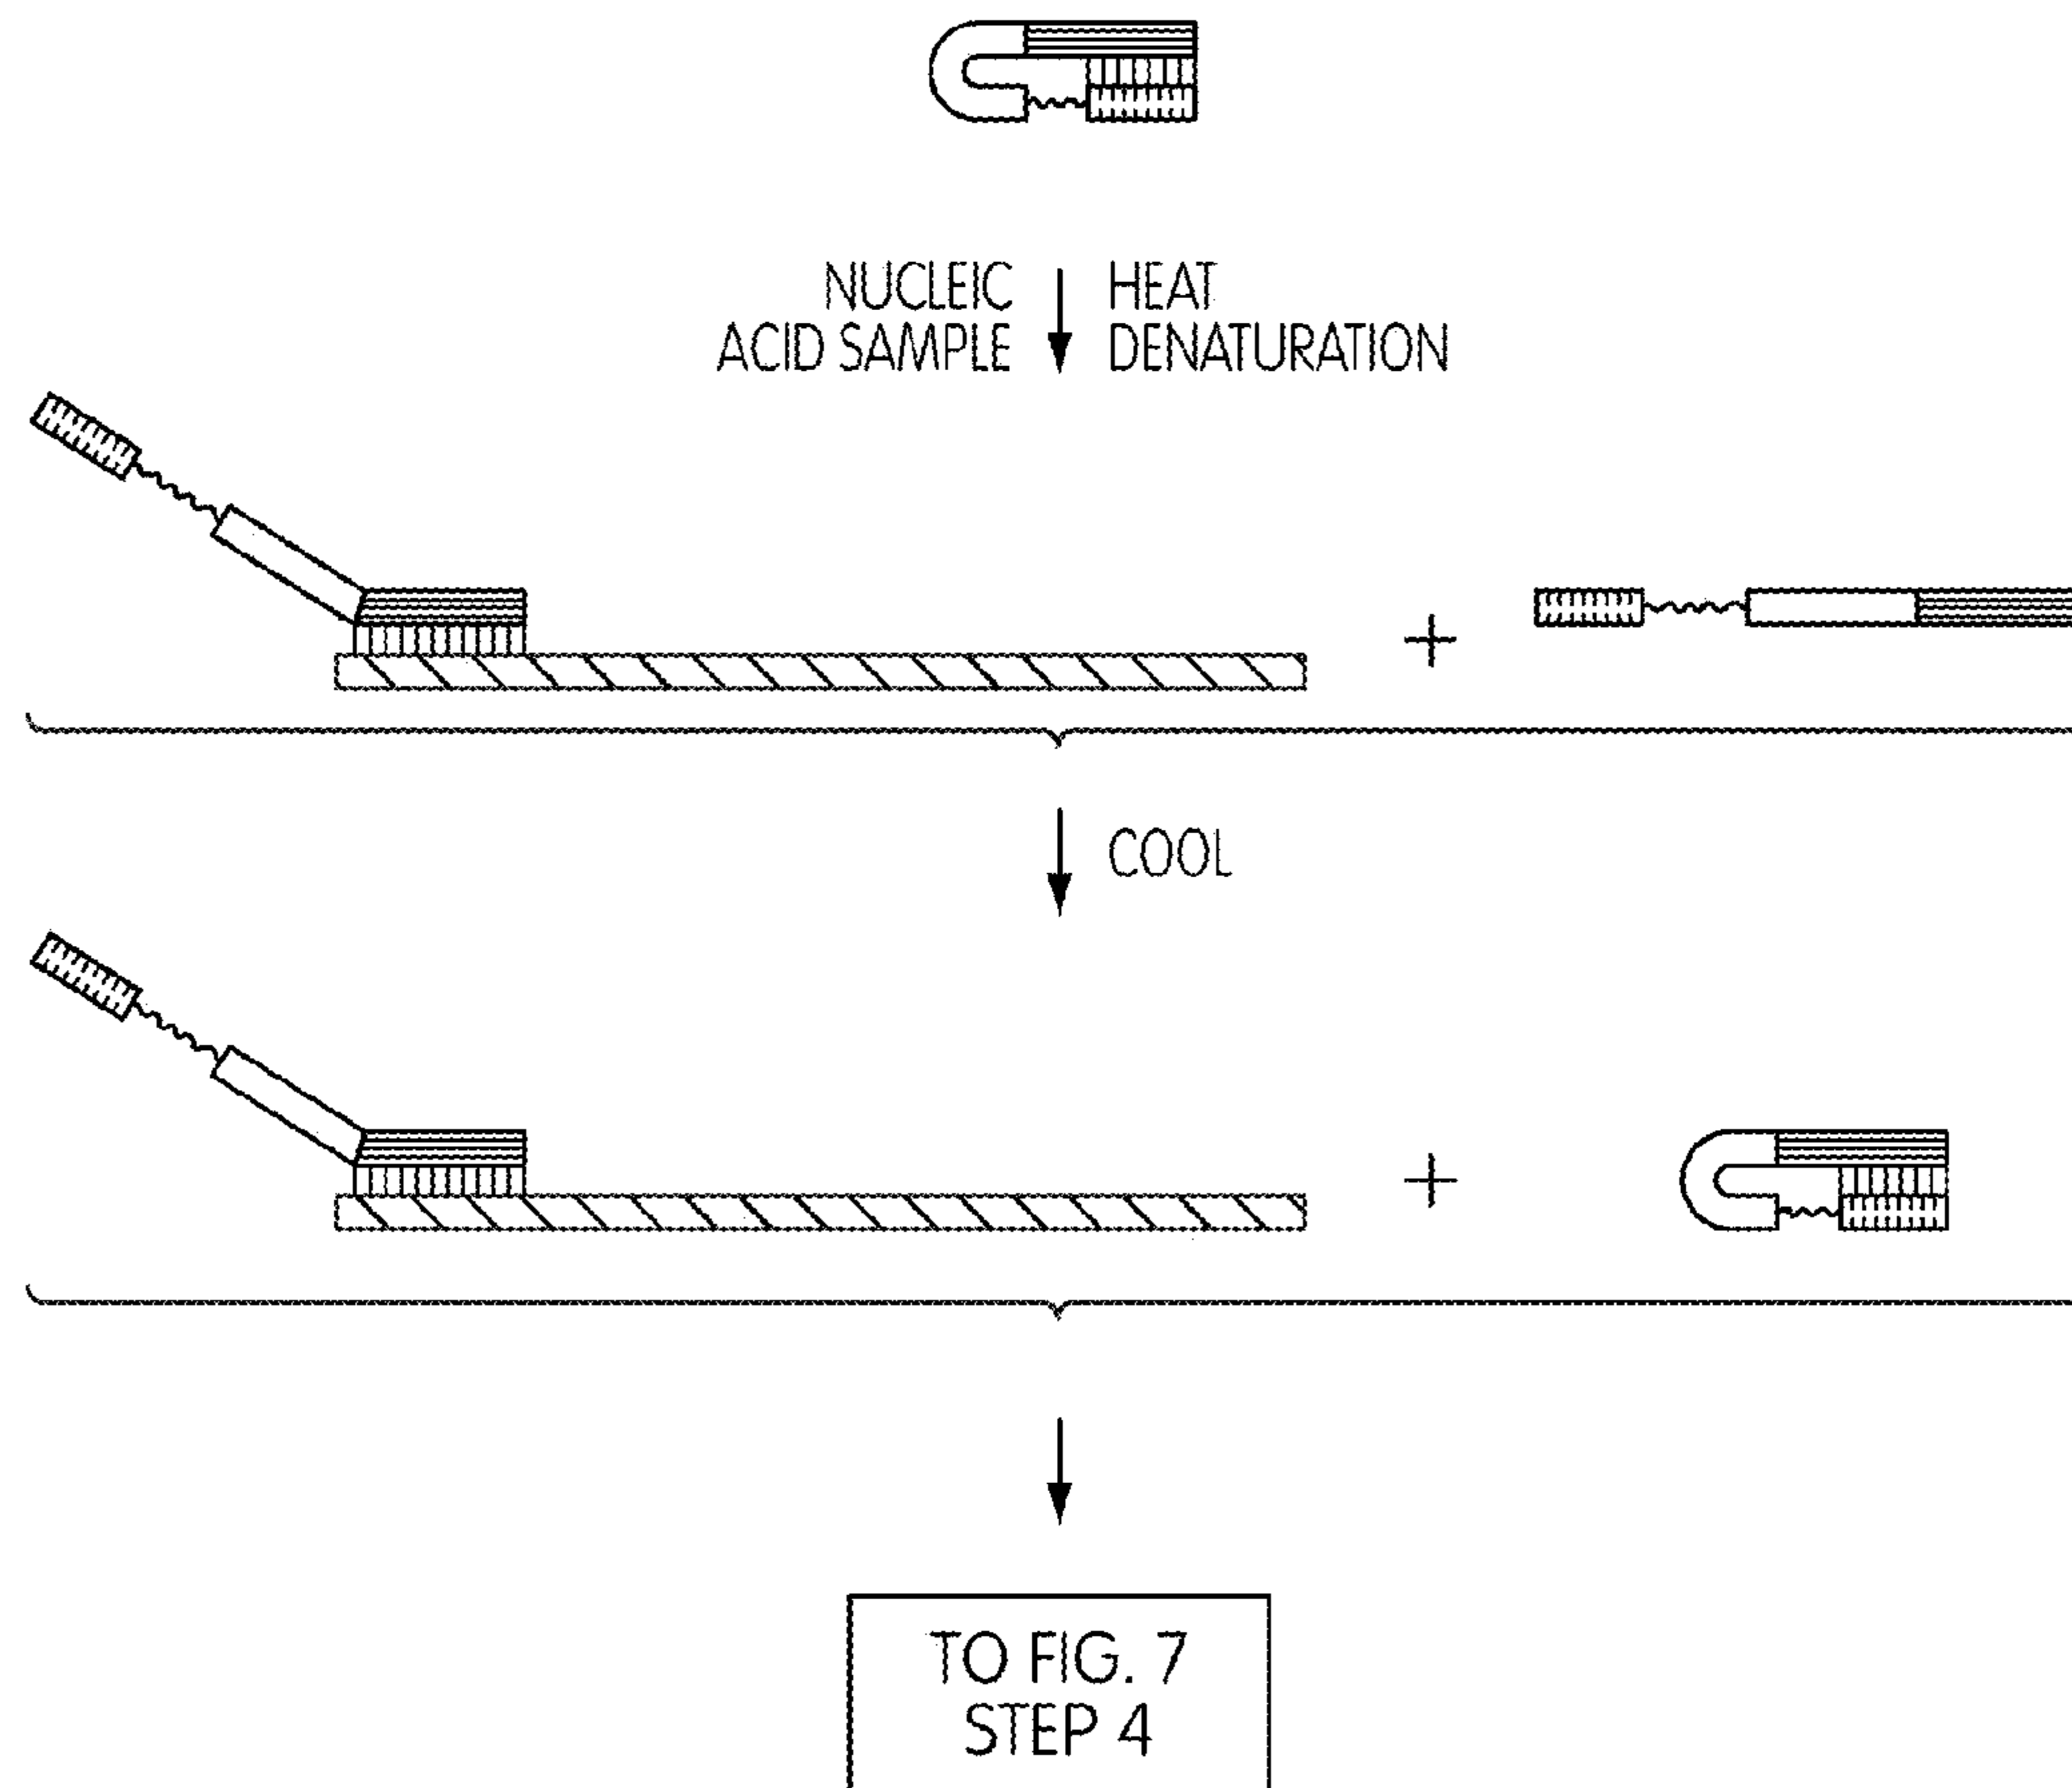 NUCLEIC
ACID SAMPLE
HEAT
DENATURATION
COOL
TO FIG. 7
STEP 4